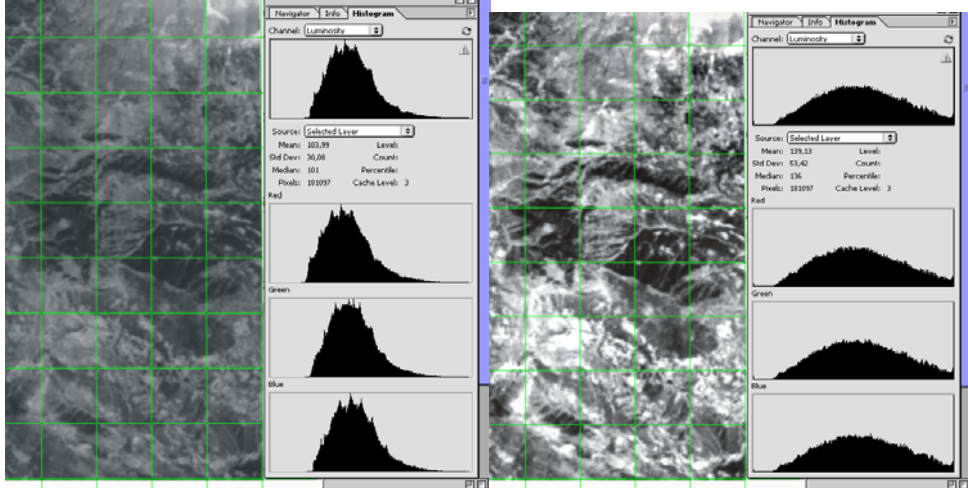 Navigator Info Histogram
Channel: Luminosity
Source: Selected Layer
Mean: 103,99 Level:
Std Dev: 30,08 Count:
Median: 101 Percentile:
Pixels: 181897 Cache Level: 3
Red
Green
Blue
Navigator Info Histogram
Channel: Luminosity
Source: Selected Layer
Mean: 139,13 Level:
Std Dev: 53,42 Count:
Median: 136 Percentile:
Pixels: 181897 Cache Level: 3
Red
Green
Blue